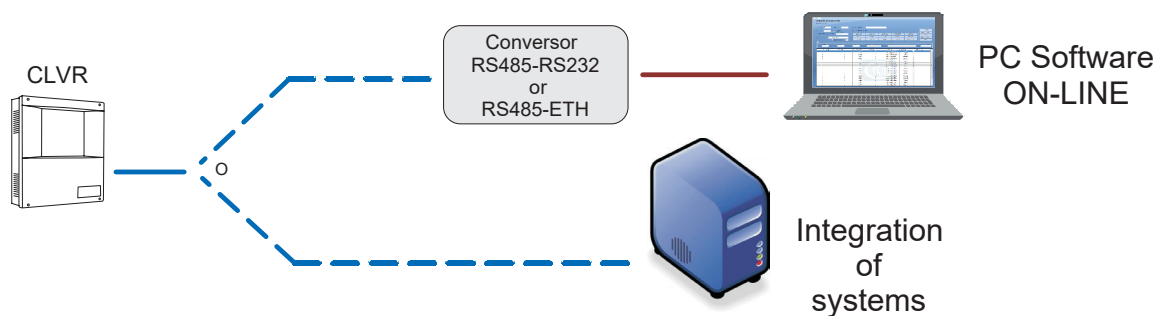 CLVR
O
Conversor
RS485-RS232
or
RS485-ETH
PC Software
ON-LINE
Integration
of
systems